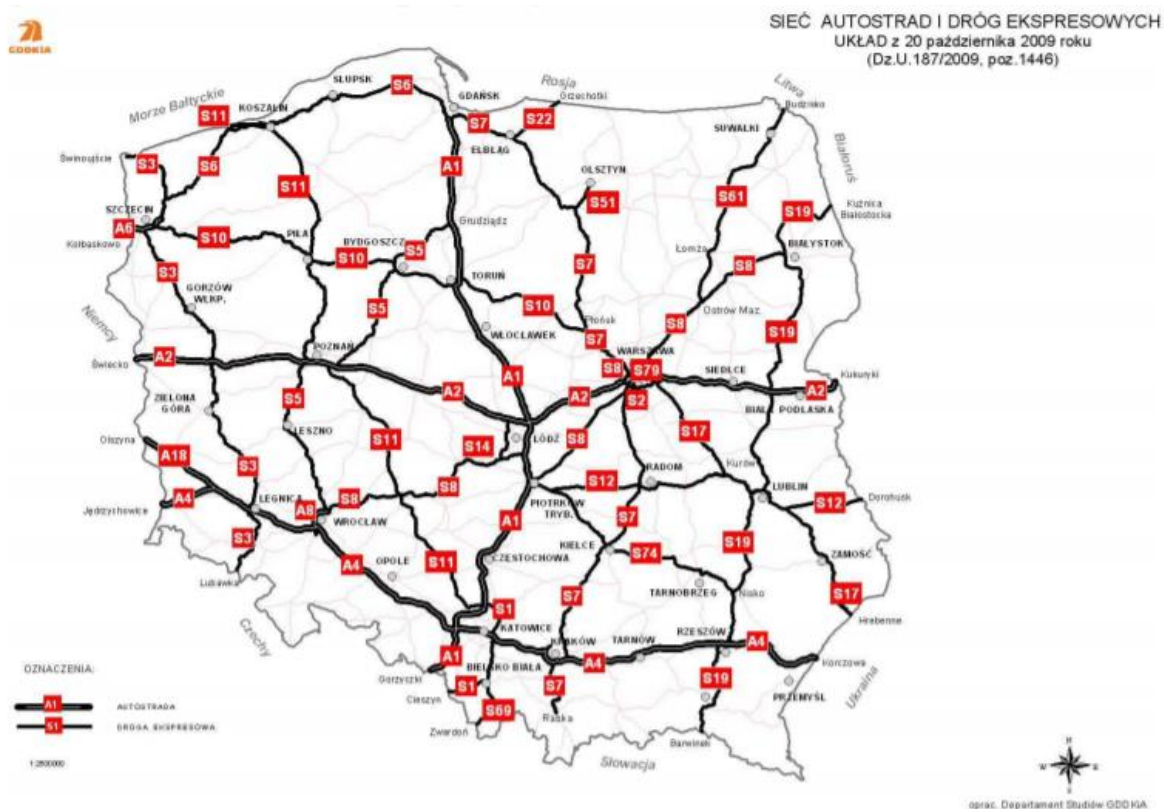 GDDKIA
SIEĆ AUTOSTRAD I DRÓG EKSPRESOWYCH
UKŁAD z 20 października 2009 roku
(Dz.U.187/2009, poz.1446)
Morze Bałtyckie
Rosja
Litwa
Białoruś
Niemcy
Czechy
Słowacja
Ukraina
SŁUPSK
S6
GDAŃSK
Grzechotki
Budzisko
S11
KOSZALIN
S7
S22
ELBLĄG
SUWAŁKI
Świnoujście
S3
S6
A1
OLSZTYN
S11
S51
S61
S19
Kuźnica
Białostocka
SZCZECIN
A6
Kołbaskowo
S10
Grudziądz
PIŁA
BYDGOSZCZ
S5
S10
BIAŁYSTOK
Łomża
S8
S3
S7
GORZÓW
WLKP.
TORUŃ
S5
S10
Płońsk
Ostrów Maz.
WŁOCŁAWEK
S7
S8
S19
Świecko
A2
POZNAŃ
A1
WARSZAWA
S8
S79
SIEDLCE
Kukuryki
A2
A2
A2
S2
BIAŁA PODLASKA
ZIELONA
GÓRA
S5
LESZNO
S11
S14
ŁÓDŹ
S8
S17
Olszyna
A18
S3
RADOM
Kurów
S12
LUBLIN
S12
Dorohusk
A4
Jędrzychowice
LEGNICA
A8
S8
S8
WROCŁAW
PIOTRKÓW
TRYB.
A1
S7
S3
KIELCE
S74
S19
ZAMOŚĆ
Lubawka
A4
OPOLE
S11
CZĘSTOCHOWA
TARNOBRZEG
Nisko
S17
Hrebenne
S7
S1
KATOWICE
KRAKÓW
TARNÓW
RZESZÓW
A4
A1
Gorzyczki
BIELSKO BIAŁA
A4
Korczowa
S1
Cieszyn
S7
S19
PRZEMYŚL
S69
Zwardoń
Barwinek
OZNACZENIA:
A1
AUTOSTRADA
S1
DROGA EKSPRESOWA
N
W
E
S
oprac. Departament Studiów GDDKIA